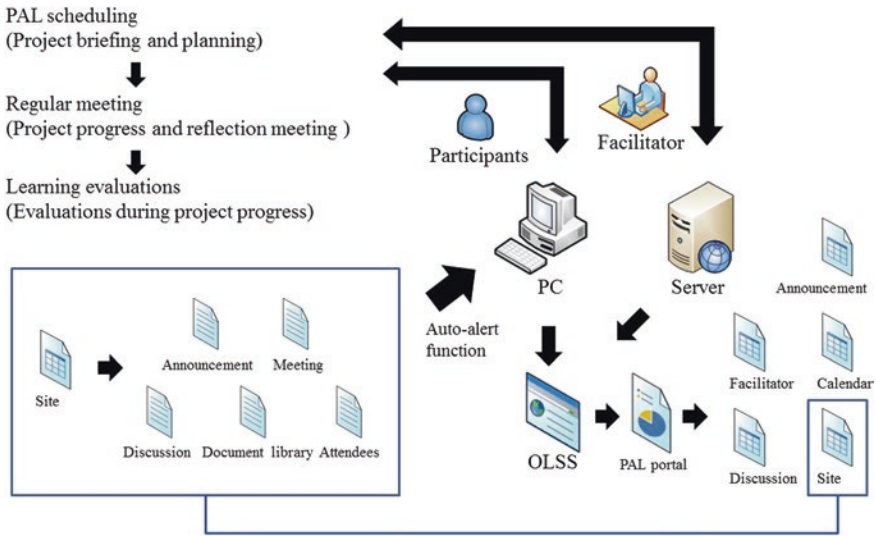 PAL scheduling
(Project briefing and planning)
Regular meeting
(Project progress and reflection meeting )
Learning evaluations
(Evaluations during project progress)
Participants
Facilitator
PC
Server
Auto-alert
function
OLSS
PAL portal
Announcement
Facilitator
Calendar
Discussion
Site
Site
Announcement
Meeting
Discussion
Document library
Attendees